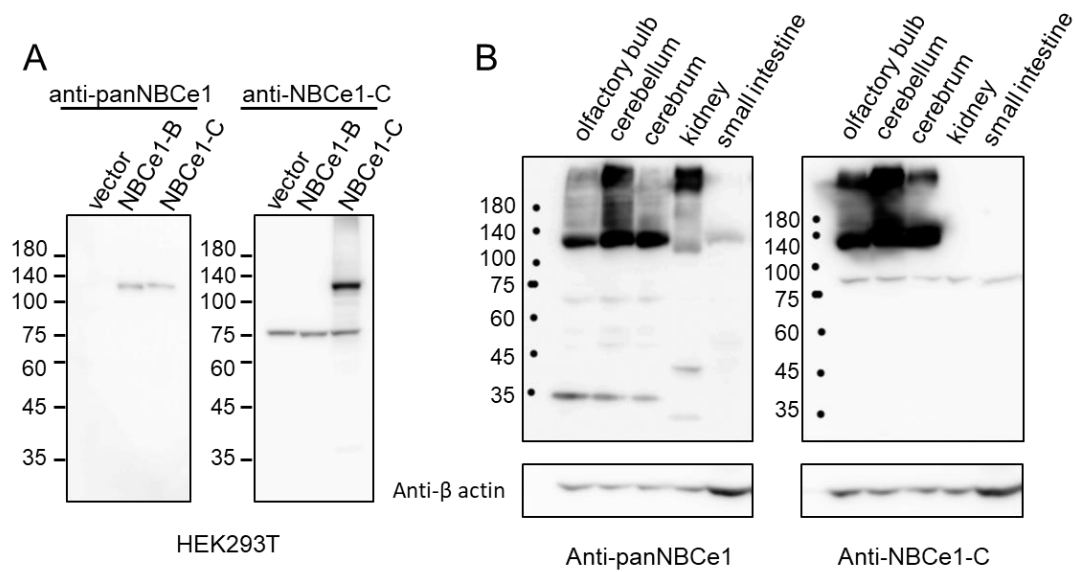 A
anti-panNBCe1
anti-NBCe1-C
vector
NBCe1-B
NBCe1-C
vector
NBCe1-B
NBCe1-C
180
140
100
75
60
45
35
180
140
100
75
60
45
35
HEK293T
B
olfactory bulb
cerebellum
cerebrum
kidney
small intestine
olfactory bulb
cerebellum
cerebrum
kidney
small intestine
180
140
100
75
60
45
35
180
140
100
75
60
45
35
Anti-β actin
Anti-panNBCe1
Anti-NBCe1-C